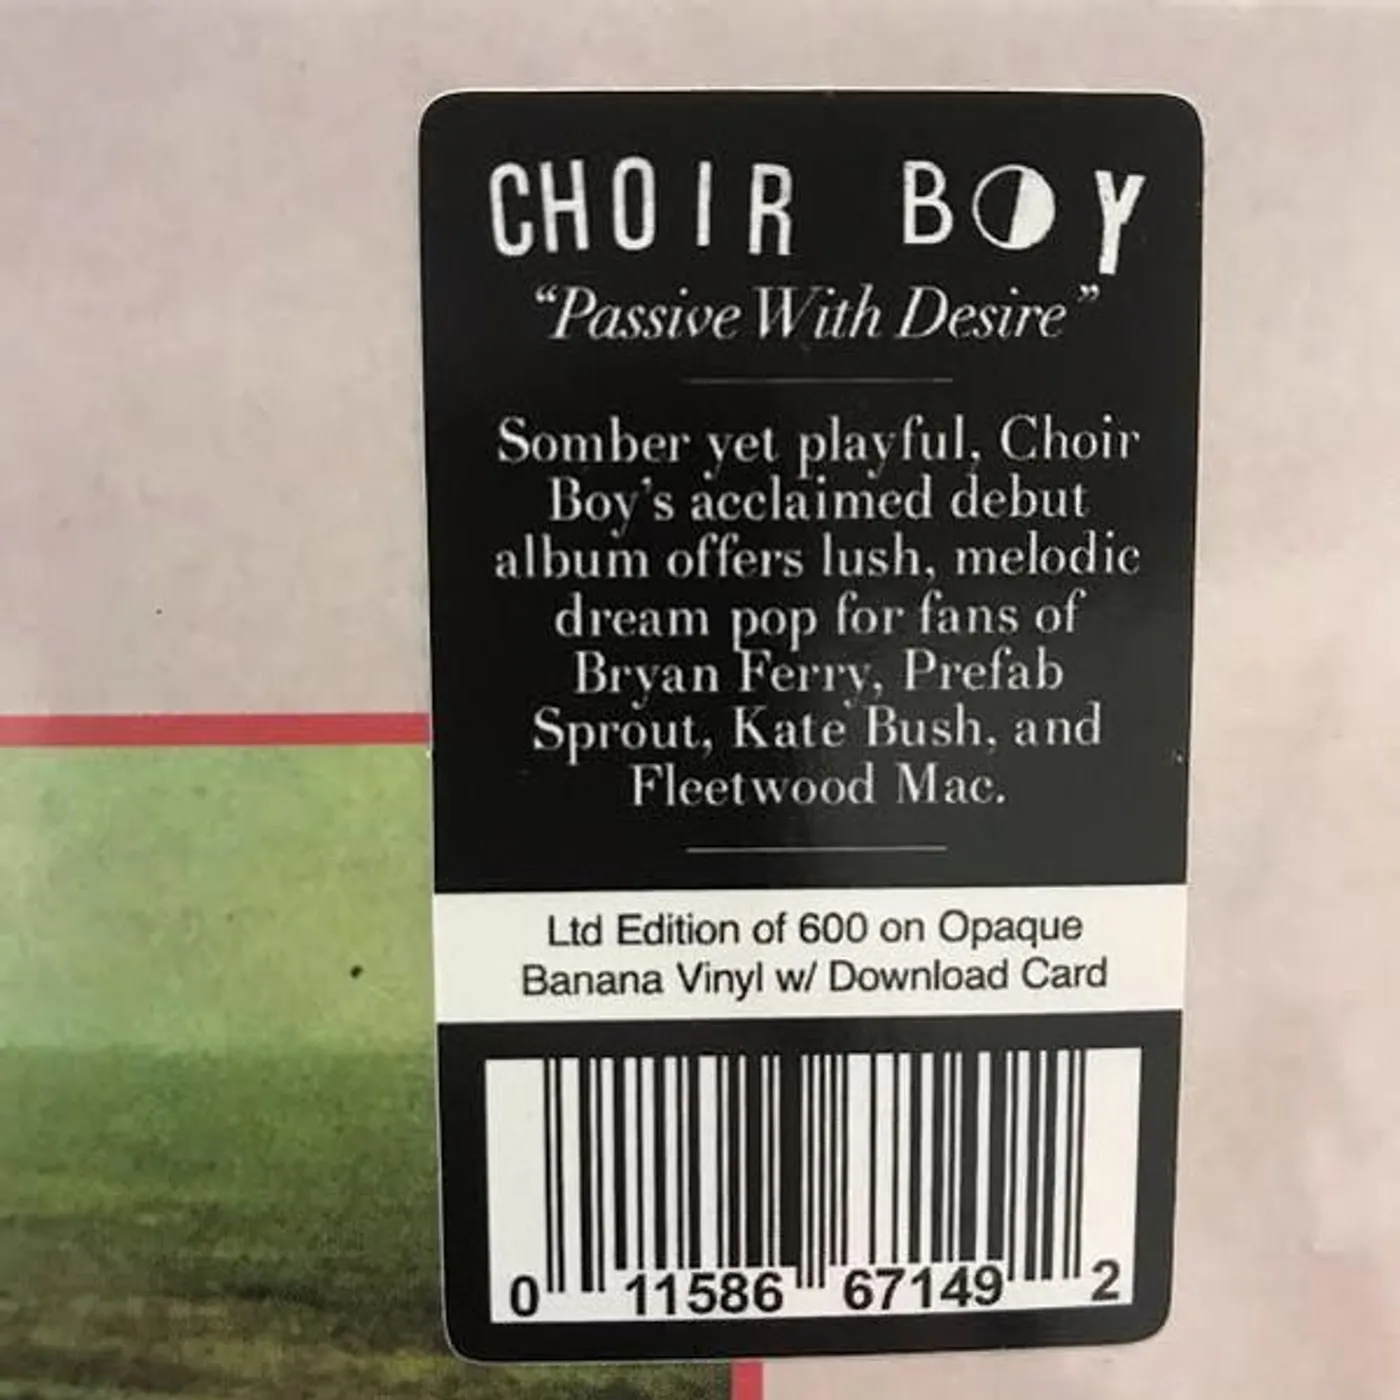 CHOIR BOY
“Passive With Desire”
Somber yet playful, Choir
Boy's acclaimed debut
album offers lush, melodic
dream pop for fans of
Bryan Ferry, Prefab
Sprout, Kate Bush, and
Fleetwood Mac.
Ltd Edition of 600 on Opaque
Banana Vinyl w/ Download Card
0 11586 67149 2